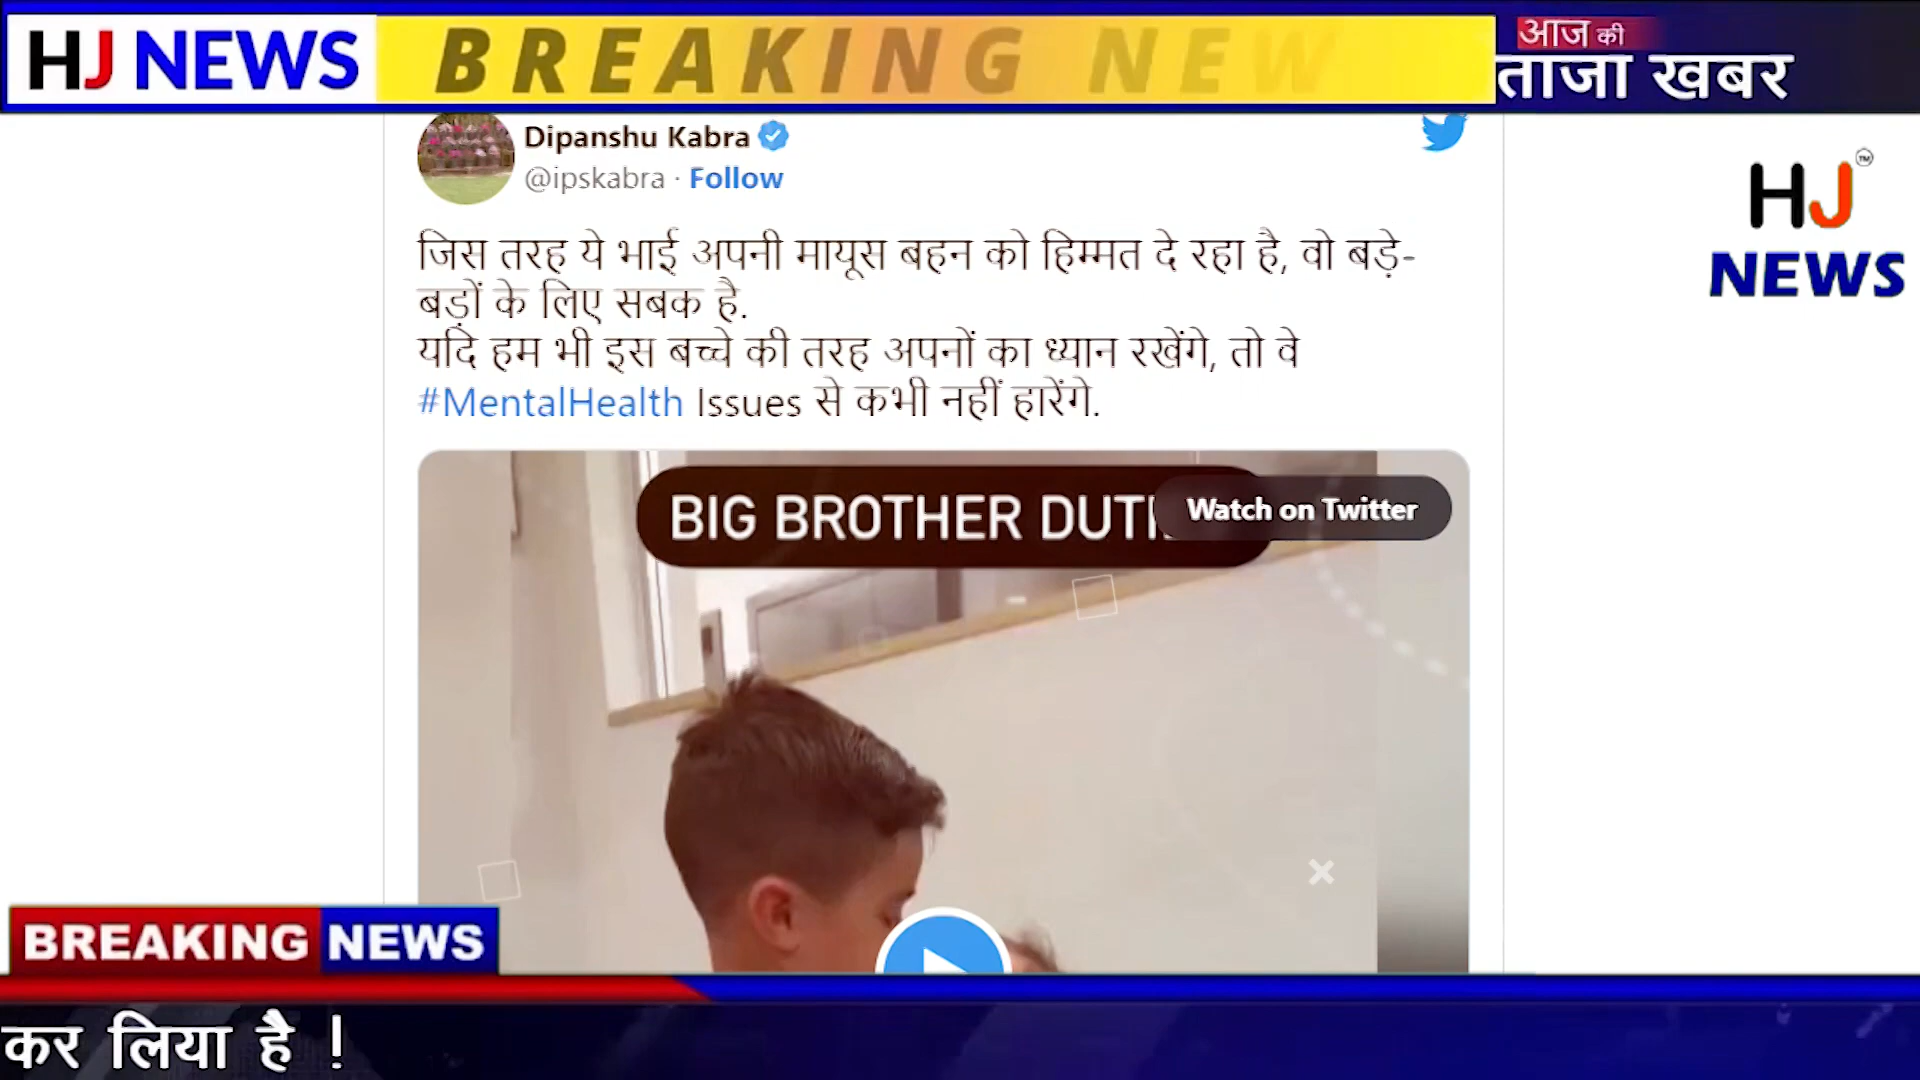 HJ NEWS
BREAKING NEW
आज की
ताजा खबर
Dipanshu Kabra
@ipskabra · Follow
HJ
TM
NEWS
जिस तरह ये भाई अपनी मायूस बहन को हिम्मत दे रहा है, वो बड़े-
बड़ों के लिए सबक है.
यदि हम भी इस बच्चे की तरह अपनों का ध्यान रखेंगे, तो वे
#MentalHealth Issues से कभी नहीं हारेंगे.
BIG BROTHER
Watch on Twitter
BREAKING NEWS
कर लिया है !